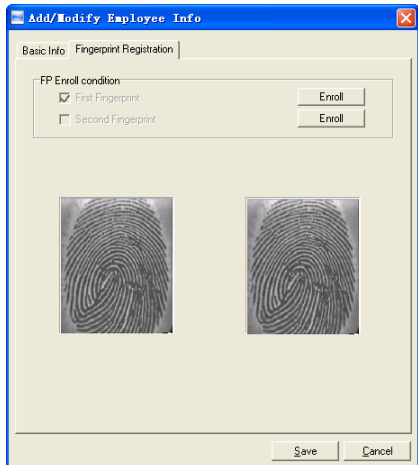 Add/Modify Employee Info
Basic Info Fingerprint Registration
FP Enroll condition
First Fingerprint Enroll
Second Fingerprint Enroll
Save Cancel